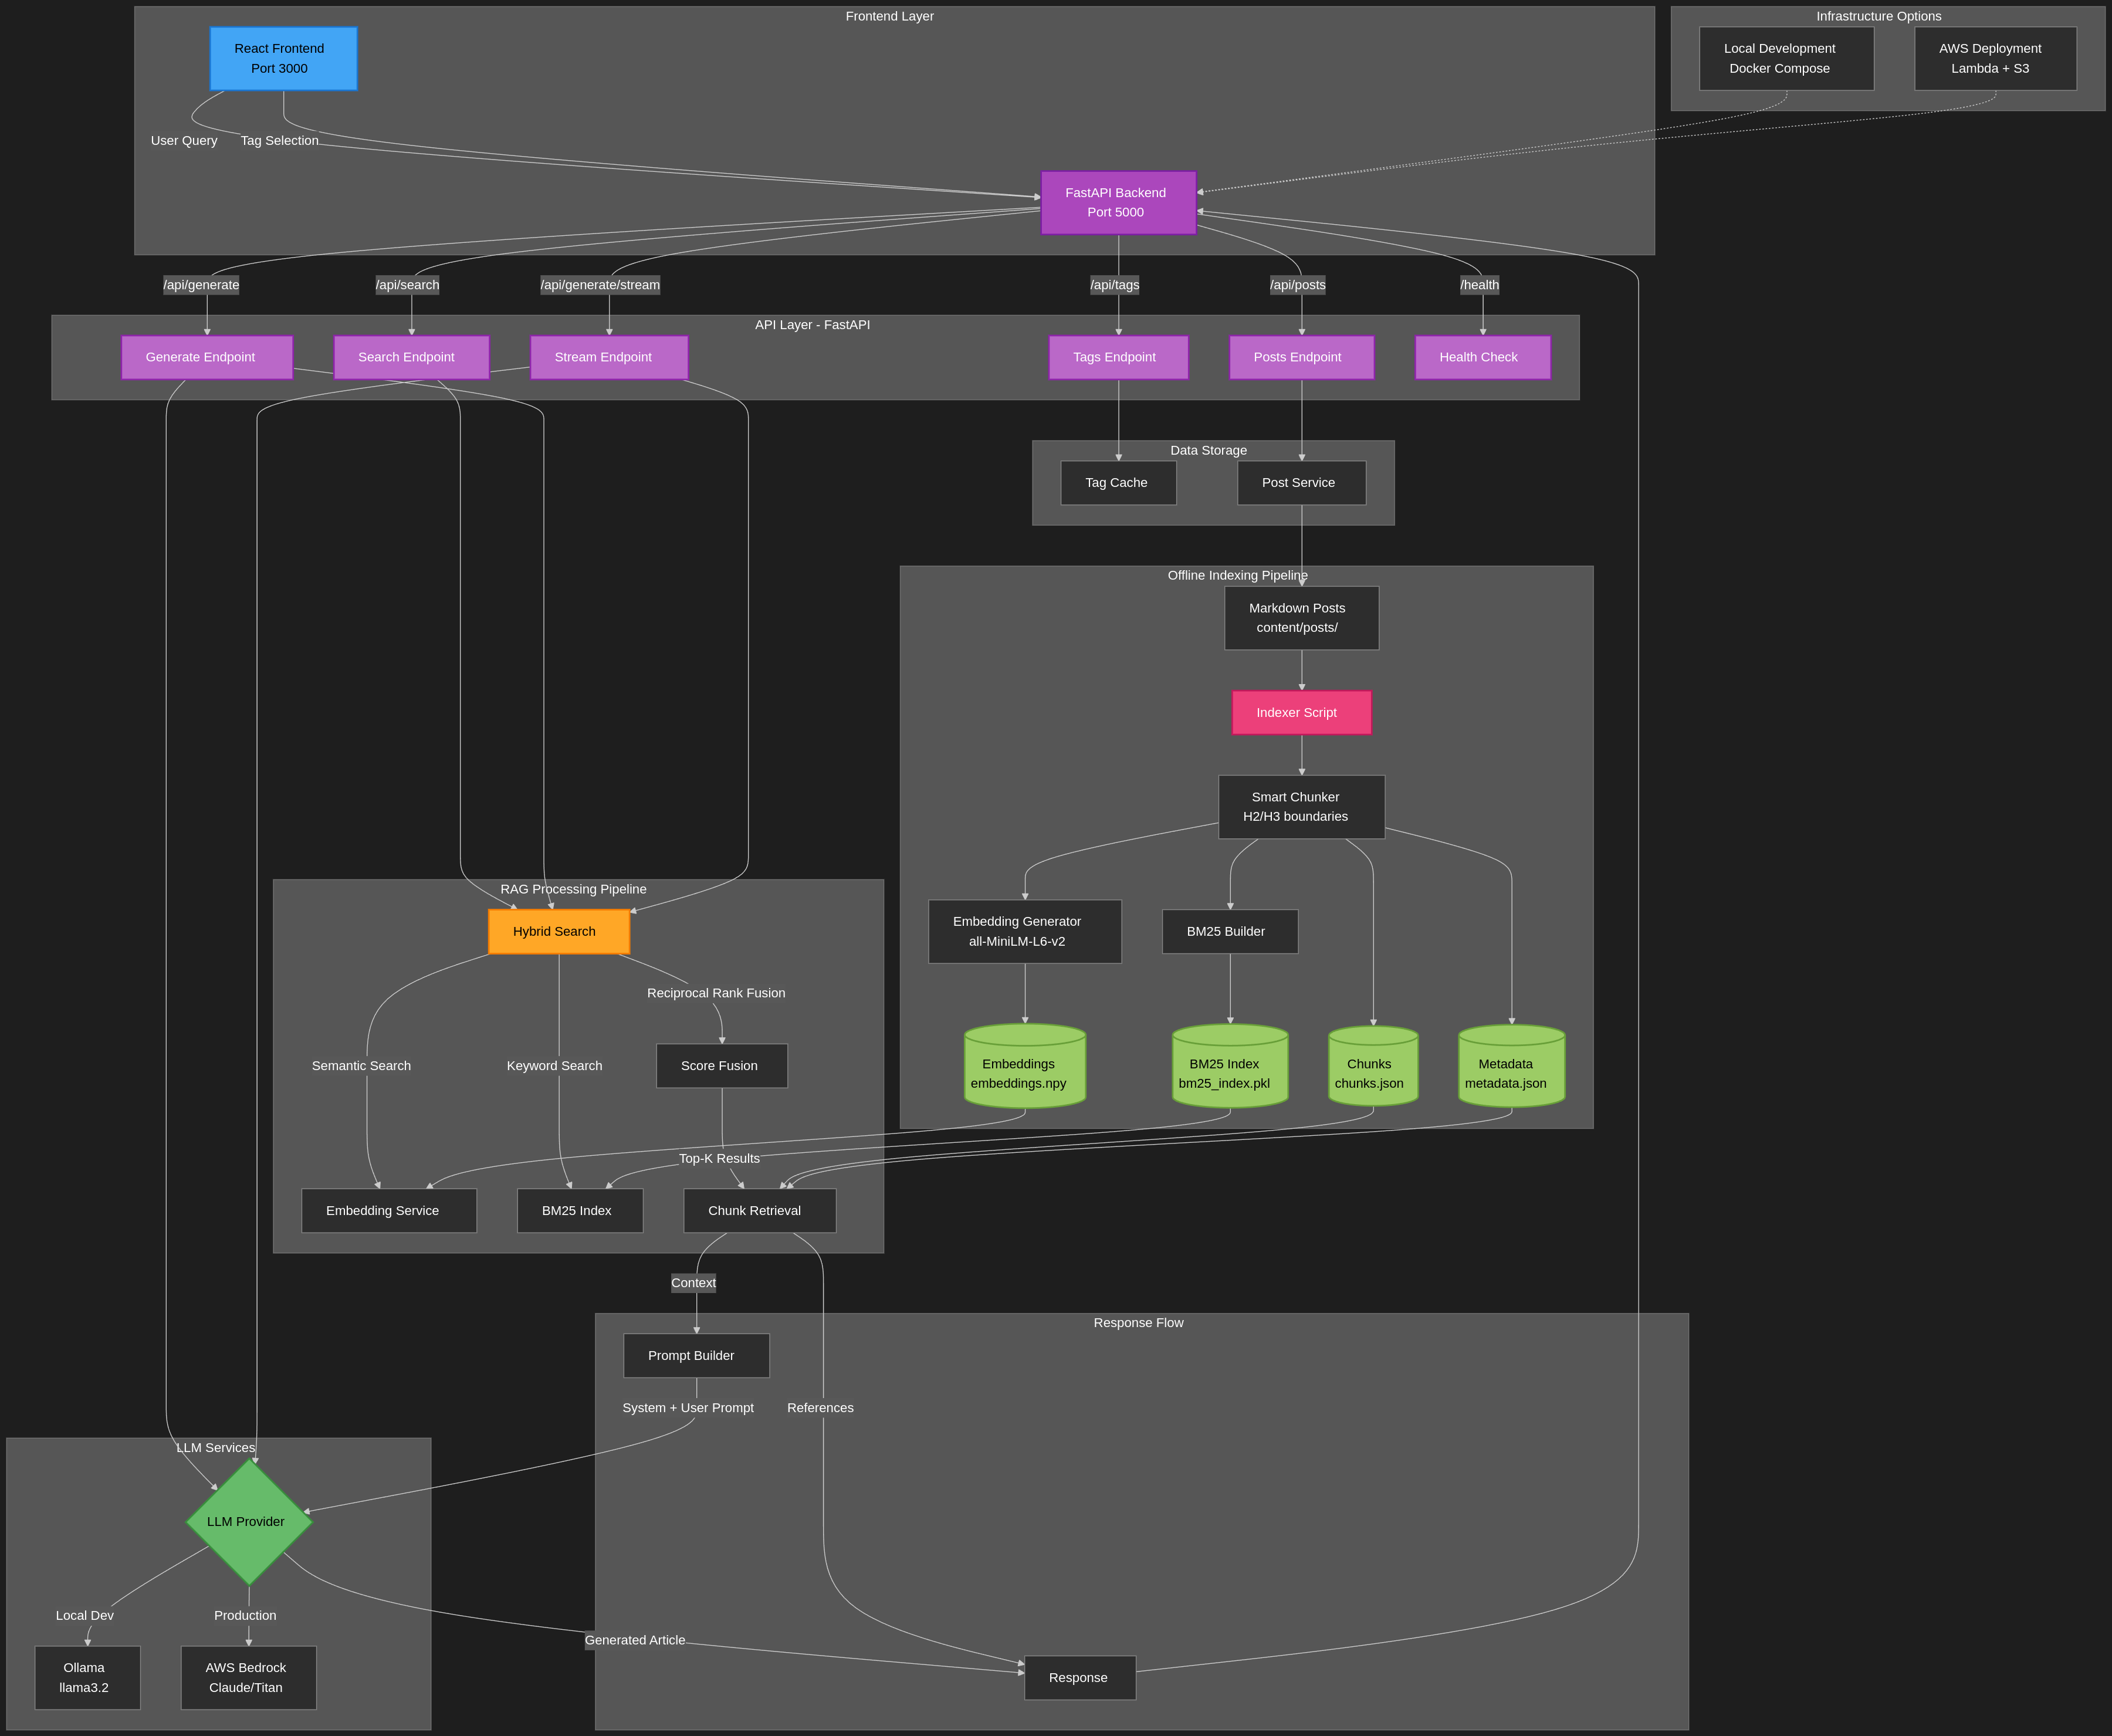 Frontend Layer
Infrastructure Options
React Frontend
Port 3000
Local Development
Docker Compose
AWS Deployment
Lambda + S3
User Query
Tag Selection
FastAPI Backend
Port 5000
/api/generate
/api/search
/api/generate/stream
/api/tags
/api/posts
/health
API Layer - FastAPI
Generate Endpoint
Search Endpoint
Stream Endpoint
Tags Endpoint
Posts Endpoint
Health Check
Data Storage
Tag Cache
Post Service
Offline Indexing Pipeline
Markdown Posts
content/posts/
Indexer Script
Smart Chunker
H2/H3 boundaries
RAG Processing Pipeline
Hybrid Search
Embedding Generator
all-MiniLM-L6-v2
BM25 Builder
Reciprocal Rank Fusion
Semantic Search
Keyword Search
Score Fusion
Embeddings
embeddings.npy
BM25 Index
bm25_index.pkl
Chunks
chunks.json
Metadata
metadata.json
Top-K Results
Embedding Service
BM25 Index
Chunk Retrieval
Context
Response Flow
Prompt Builder
System + User Prompt
References
LLM Services
LLM Provider
Local Dev
Production
Generated Article
Ollama
llama3.2
AWS Bedrock
Claude/Titan
Response